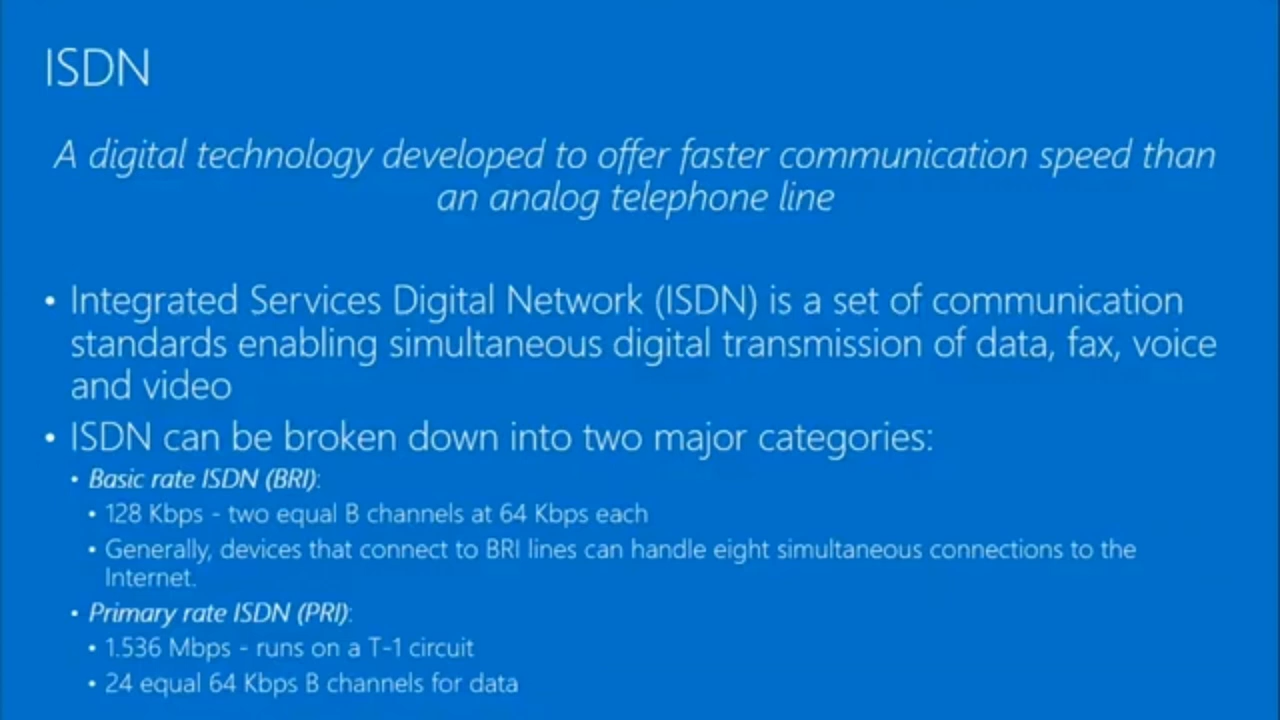 ISDN
A digital technology developed to offer faster communication speed than
an analog telephone line
• Integrated Services Digital Network (ISDN) is a set of communication
standards enabling simultaneous digital transmission of data, fax, voice
and video
• ISDN can be broken down into two major categories:
• Basic rate ISDN (BRI):
• 128 Kbps - two equal B channels at 64 Kbps each
• Generally, devices that connect to BRI lines can handle eight simultaneous connections to the
Internet.
• Primary rate ISDN (PRI):
• 1.536 Mbps - runs on a T-1 circuit
• 24 equal 64 Kbps B channels for data